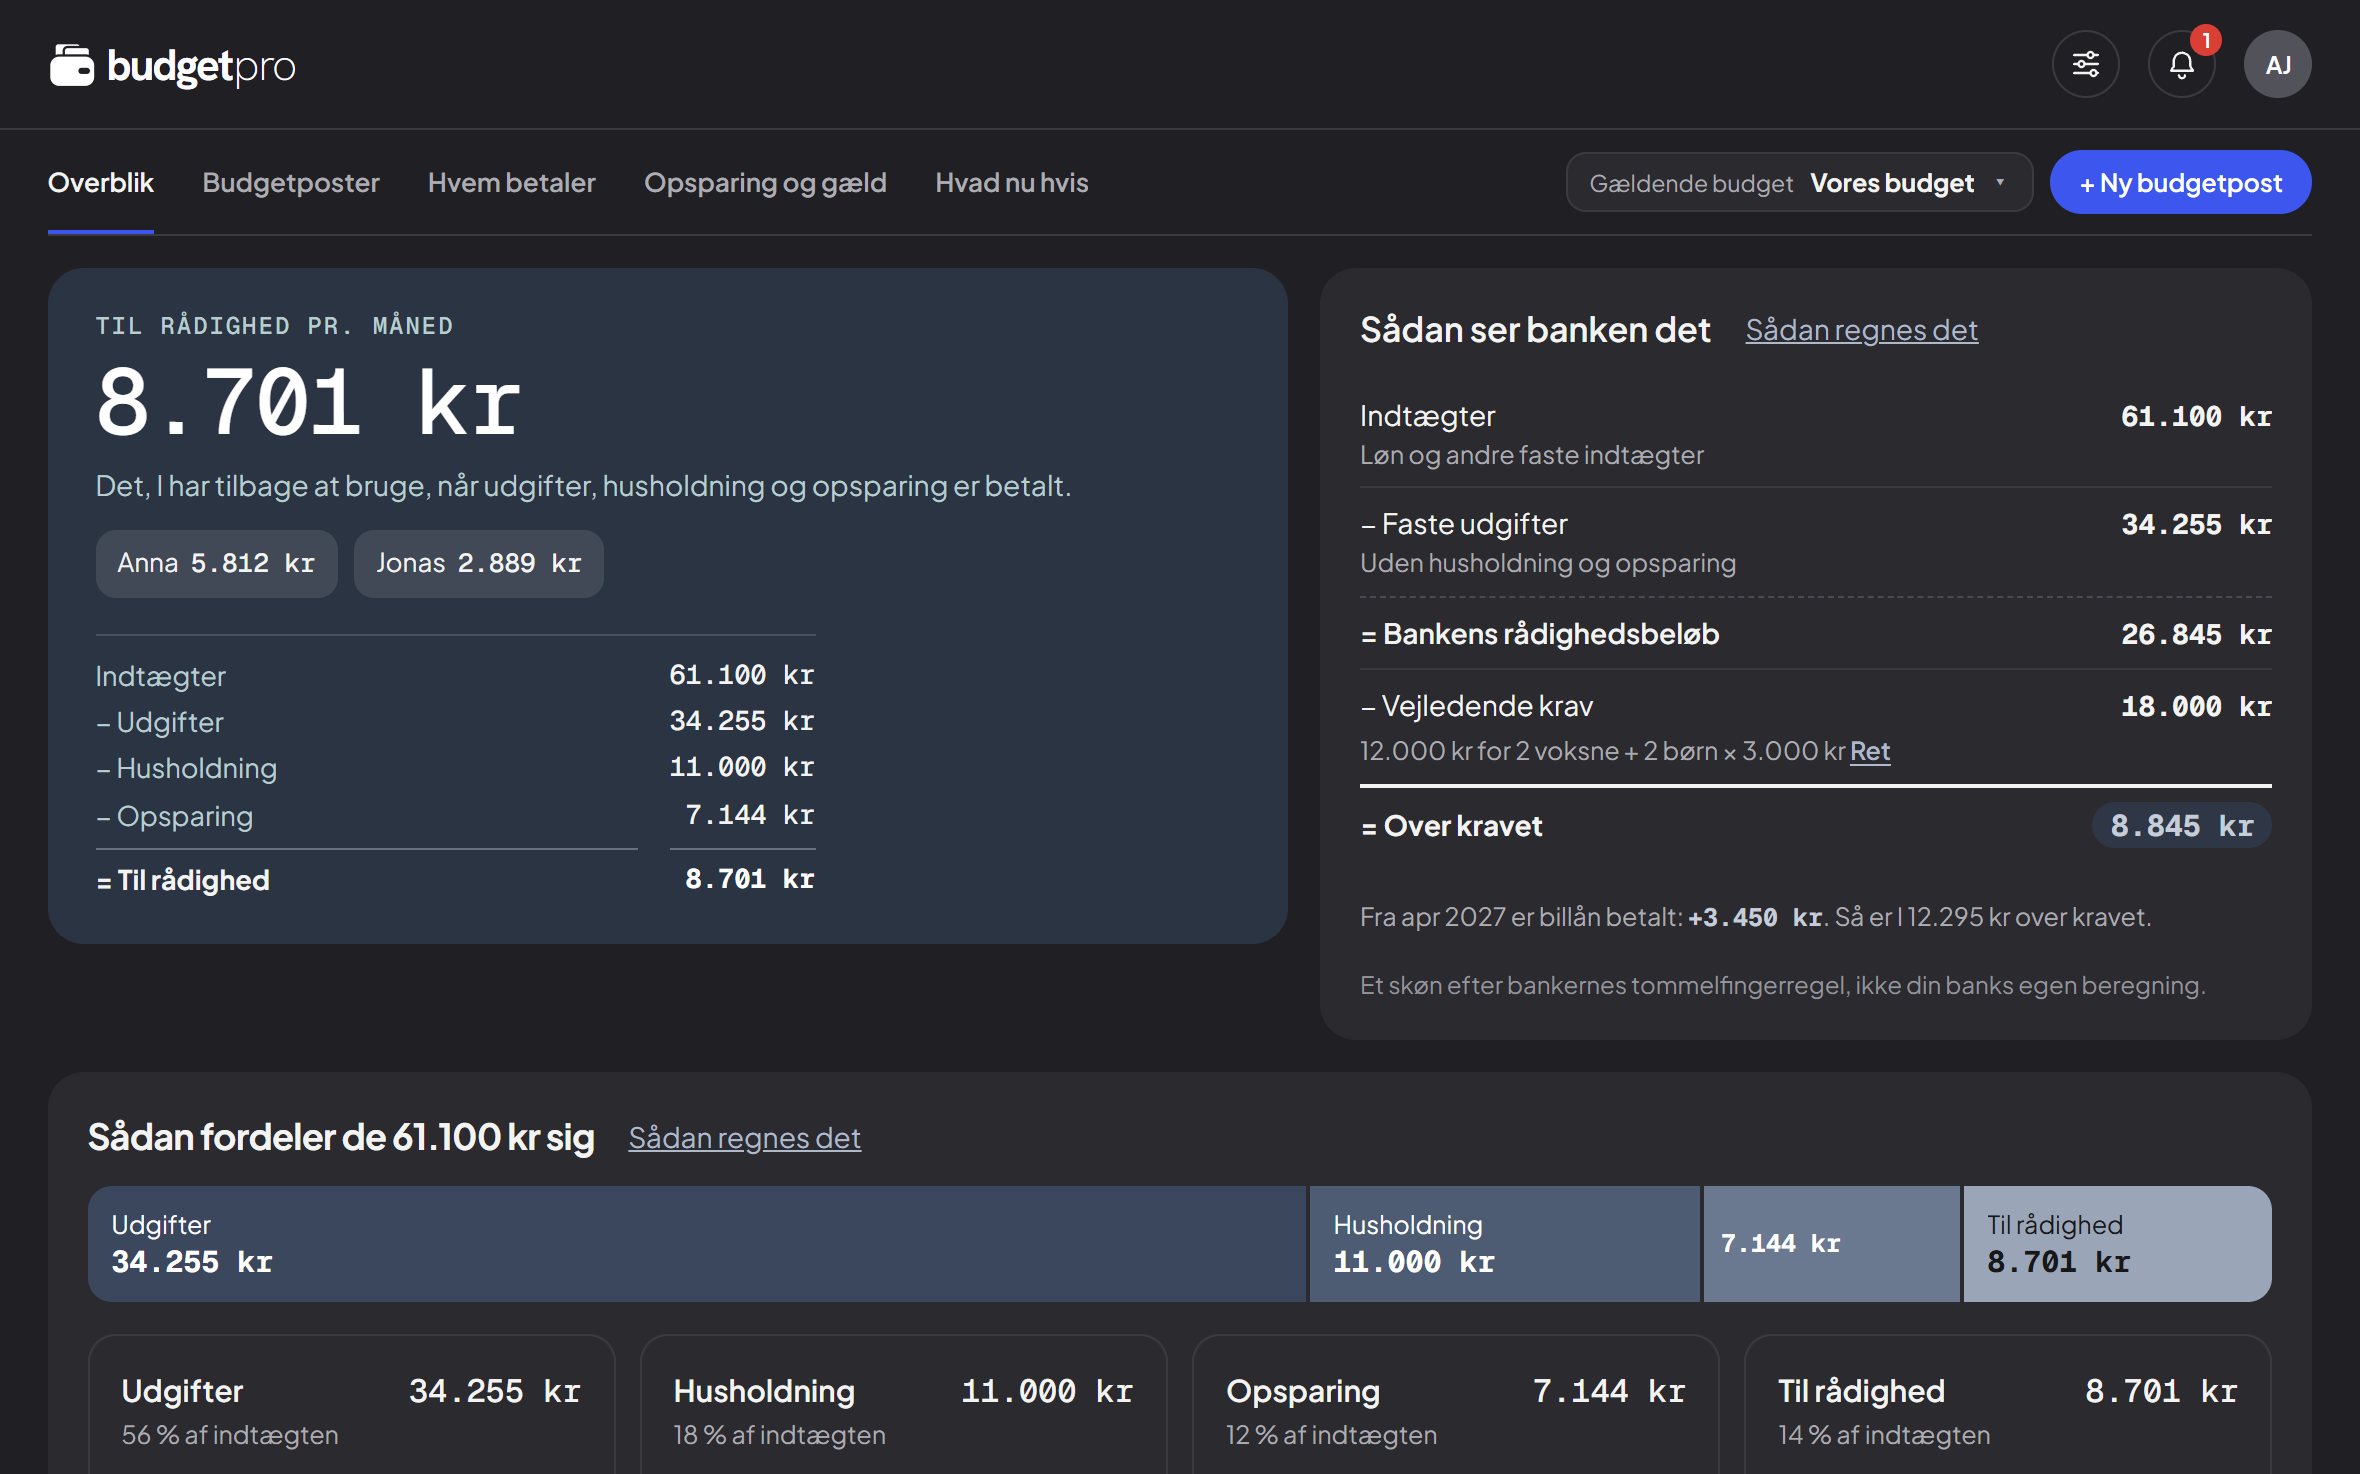 budgetpro
1
AJ
Overblik
Budgetposter
Hvem betaler
Opsparing og gæld
Hvad nu hvis
Gældende budget Vores budget
+ Ny budgetpost
TIL RÅDIGHED PR. MÅNED
8.701 kr
Det, I har tilbage at bruge, når udgifter, husholdning og opsparing er betalt.
Anna 5.812 kr
Jonas 2.889 kr
Indtægter 61.100 kr
– Udgifter 34.255 kr
– Husholdning 11.000 kr
– Opsparing 7.144 kr
= Til rådighed 8.701 kr
Sådan ser banken det Sådan regnes det
Indtægter 61.100 kr
Løn og andre faste indtægter
– Faste udgifter 34.255 kr
Uden husholdning og opsparing
= Bankens rådighedsbeløb 26.845 kr
– Vejledende krav 18.000 kr
12.000 kr for 2 voksne + 2 børn × 3.000 kr Ret
= Over kravet 8.845 kr
Fra apr 2027 er billån betalt: +3.450 kr. Så er I 12.295 kr over kravet.
Et skøn efter bankernes tommelfingerregel, ikke din banks egen beregning.
Sådan fordeler de 61.100 kr sig Sådan regnes det
Udgifter
34.255 kr
Husholdning
11.000 kr
7.144 kr
Til rådighed
8.701 kr
Udgifter 34.255 kr
56 % af indtægten
Husholdning 11.000 kr
18 % af indtægten
Opsparing 7.144 kr
12 % af indtægten
Til rådighed 8.701 kr
14 % af indtægten